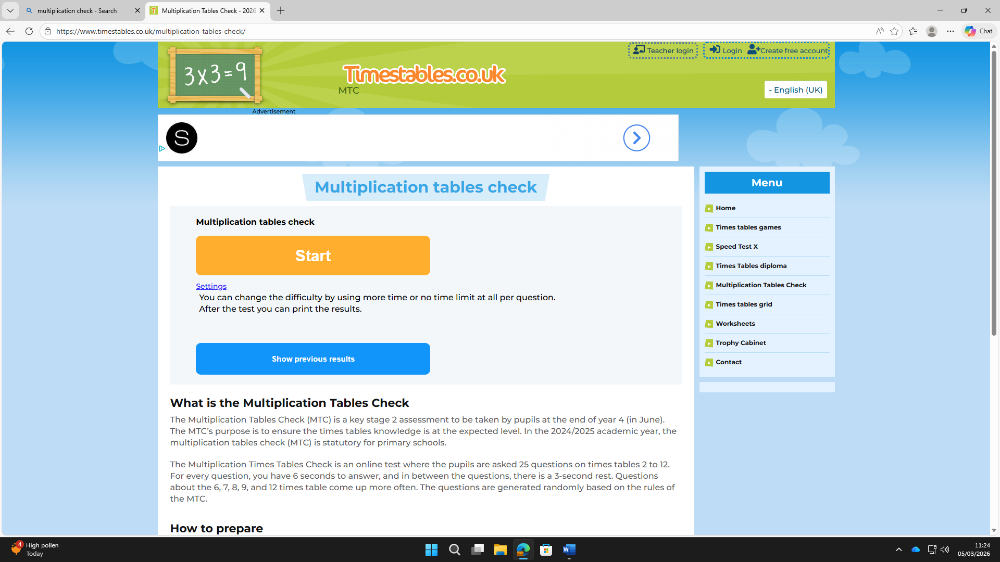 multiplication check - Search
Multiplication Tables Check - 2026
https://www.timestables.co.uk/multiplication-tables-check/
Chat
3x3=9
Timestables.co.uk
MTC
Teacher login
Login
Create free account
- English (UK)
Advertisement
S
Multiplication tables check
Multiplication tables check
Start
Settings
You can change the difficulty by using more time or no time limit at all per question.
After the test you can print the results.
Show previous results
Menu
Home
Times tables games
Speed Test X
Times Tables diploma
Multiplication Tables Check
Times tables grid
Worksheets
Trophy Cabinet
Contact
What is the Multiplication Tables Check
The Multiplication Tables Check (MTC) is a key stage 2 assessment to be taken by pupils at the end of year 4 (in June).
The MTC’s purpose is to ensure the times tables knowledge is at the expected level. In the 2024/2025 academic year, the
multiplication tables check (MTC) is statutory for primary schools.
The Multiplication Times Tables Check is an online test where the pupils are asked 25 questions on times tables 2 to 12.
For every question, you have 6 seconds to answer, and in between the questions, there is a 3-second rest. Questions
about the 6, 7, 8, 9, and 12 times table come up more often. The questions are generated randomly based on the rules of
the MTC.
How to prepare
4
High pollen
Today
11:24
05/03/2026